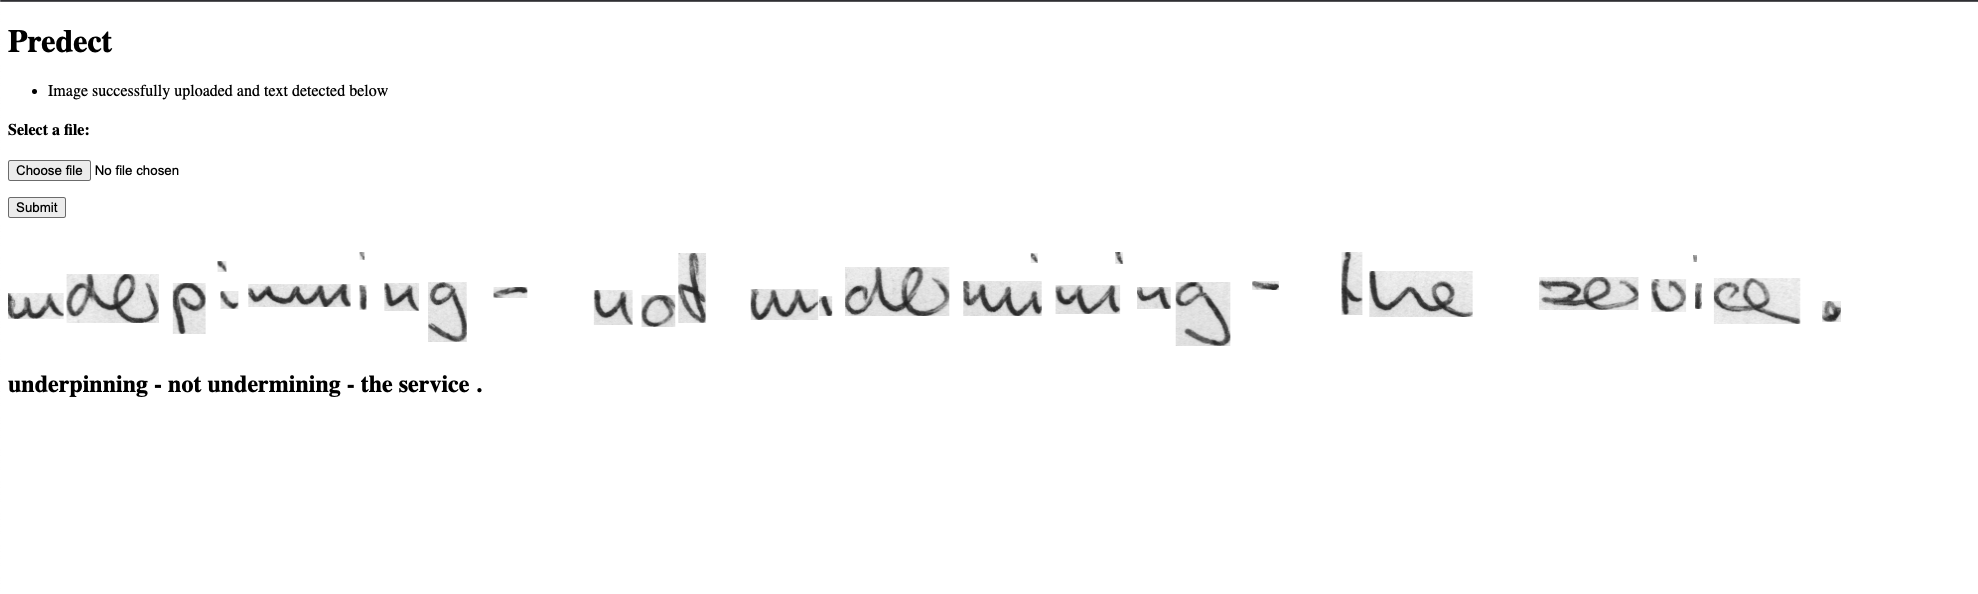 Predect
• Image successfully uploaded and text detected below
Select a file:
Choose file No file chosen
Submit
underpinning - not undermining - the service .
underpinning - not undermining - the service .